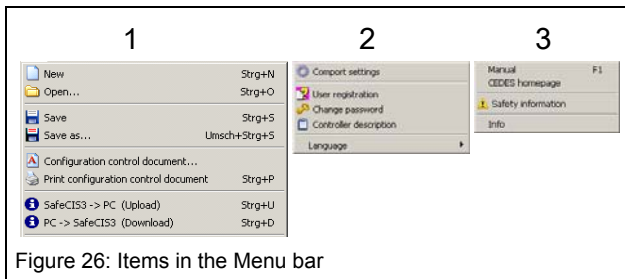 1 2 3
New Strg+N
Open... Strg+O
Save Strg+S
Save as... Umsch+Strg+S
Configuration control document...
Print configuration control document Strg+P
SafeCIS3 -> PC (Upload) Strg+U
PC -> SafeCIS3 (Download) Strg+D
Comport settings
User registration
Change password
Controller description
Language
Manual F1
CEDES homepage
Safety information
Info
Figure 26: Items in the Menu bar